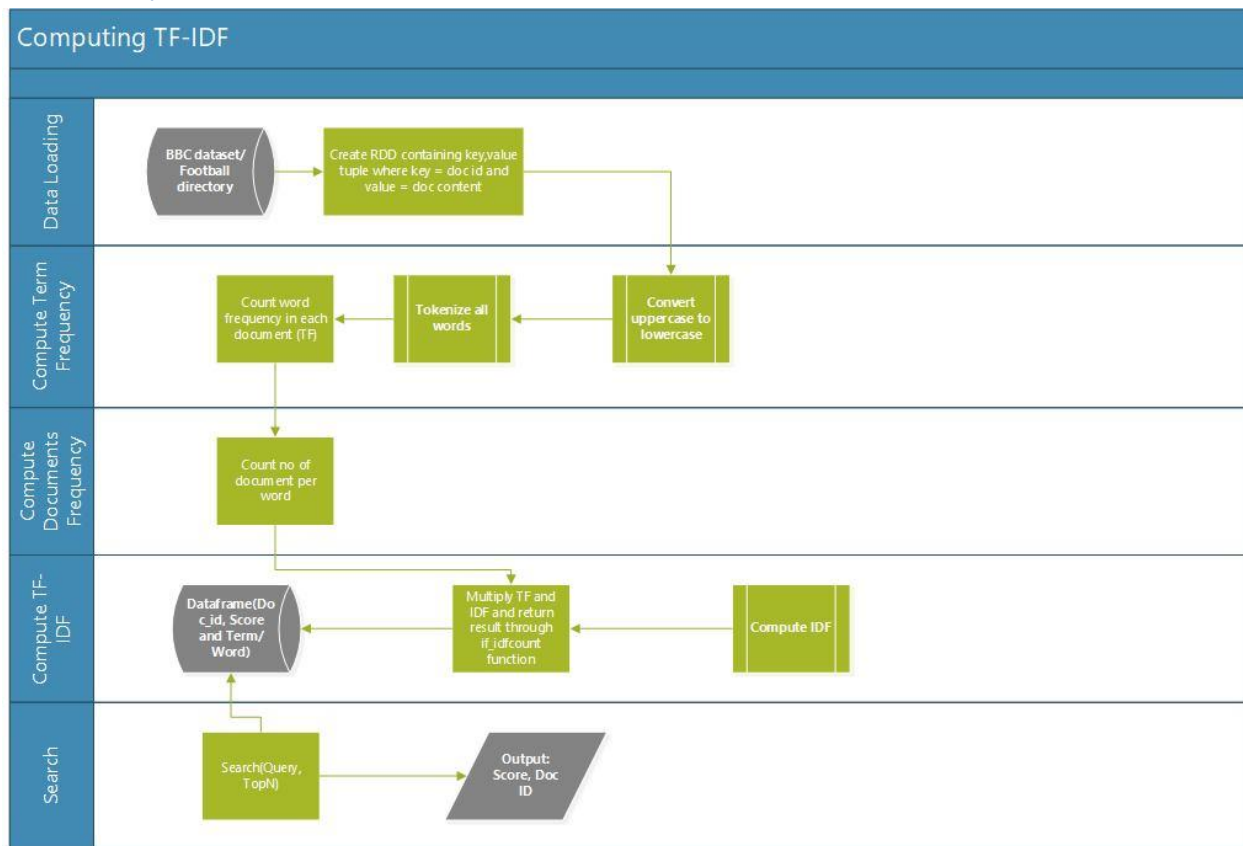 Computing TF-IDF
Data Loading
BBC dataset/
Football
directory
Create RDD containing key,value
tuple where key = doc id and
value = doc content
Compute Term
Frequency
Count word
frequency in each
document (TF)
Tokenize all
words
Convert
uppercase to
lowercase
Compute
Documents
Frequency
Count no of
document per
word
Compute TF-
IDF
Dataframe(Do
c_id, Score
and Term/
Word)
Multiply TF and
IDF and return
result through
if_idfcount
function
Compute IDF
Search
Search(Query,
TopN)
Output:
Score, Doc
ID